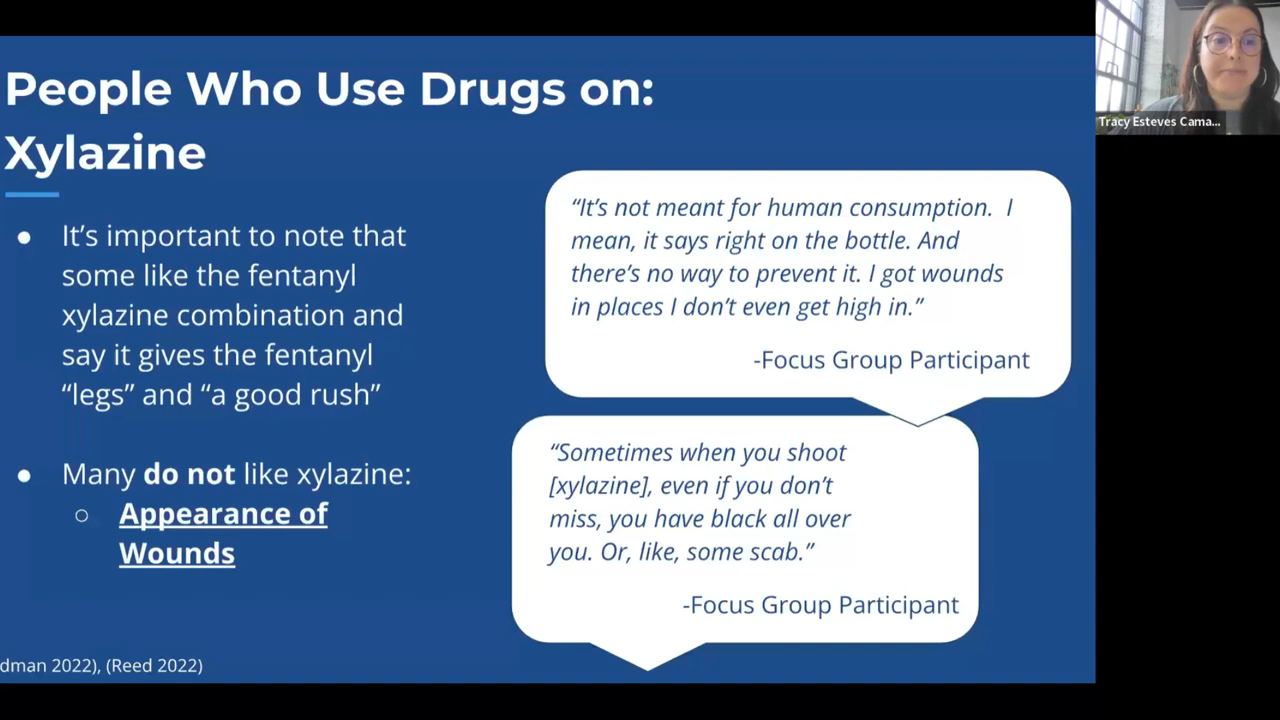 People Who Use Drugs on:
Xylazine
● It’s important to note that
some like the fentanyl
xylazine combination and
say it gives the fentanyl
“legs” and “a good rush”
● Many do not like xylazine:
○ Appearance of
Wounds
“It’s not meant for human consumption. I
mean, it says right on the bottle. And
there’s no way to prevent it. I got wounds
in places I don’t even get high in.”
-Focus Group Participant
“Sometimes when you shoot
[xylazine], even if you don’t
miss, you have black all over
you. Or, like, some scab.”
-Focus Group Participant
dman 2022), (Reed 2022)
Tracy Esteves Cama...